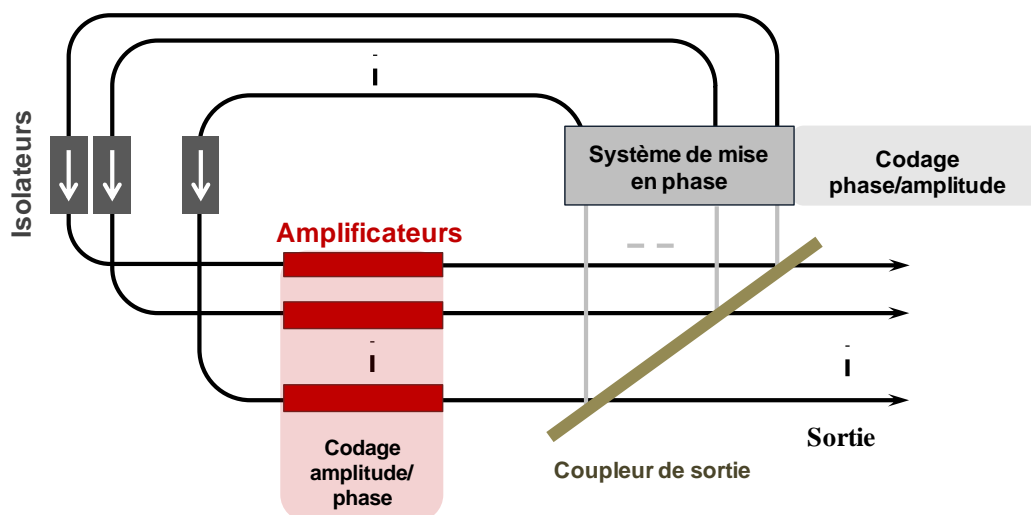 ī
Isolateurs
Système de mise
en phase
Codage
phase/amplitude
Amplificateurs
ī
ī
Codage
amplitude/
phase
Sortie
Coupleur de sortie